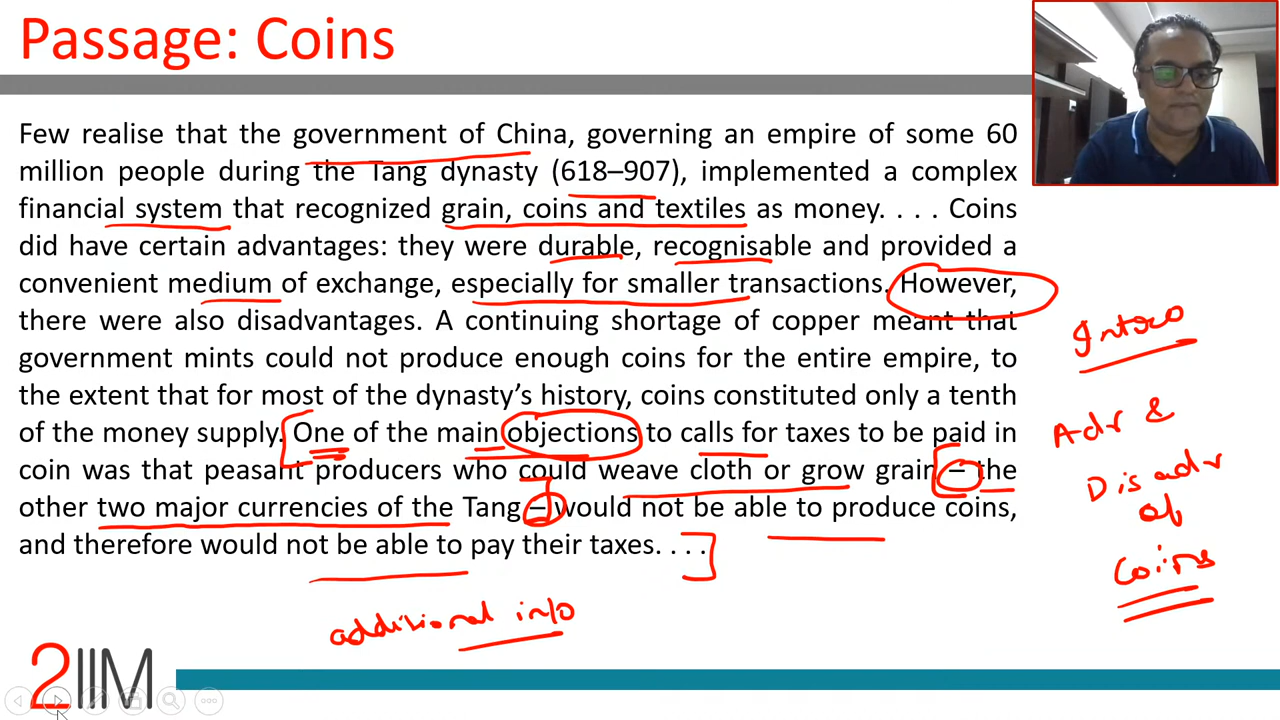 Passage: Coins
Few realise that the government of China, governing an empire of some 60
million people during the Tang dynasty (618–907), implemented a complex
financial system that recognized grain, coins and textiles as money. . . . Coins
did have certain advantages: they were durable, recognisable and provided a
convenient medium of exchange, especially for smaller transactions. However,
there were also disadvantages. A continuing shortage of copper meant that
government mints could not produce enough coins for the entire empire, to
the extent that for most of the dynasty’s history, coins constituted only a tenth
of the money supply. One of the main objections to calls for taxes to be paid in
coin was that peasant producers who could weave cloth or grow grain – the
other two major currencies of the Tang – would not be able to produce coins,
and therefore would not be able to pay their taxes. . . .
Intro
Adv &
Disadv
of
Coins
additional info
2IIM